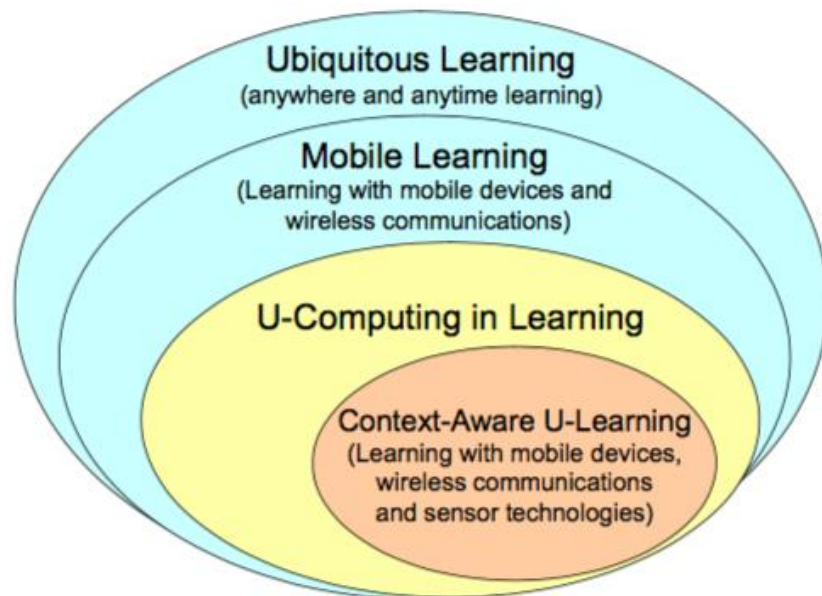 Ubiquitous Learning
(anywhere and anytime learning)
Mobile Learning
(Learning with mobile devices and
wireless communications)
U-Computing in Learning
Context-Aware U-Learning
(Learning with mobile devices,
wireless communications
and sensor technologies)